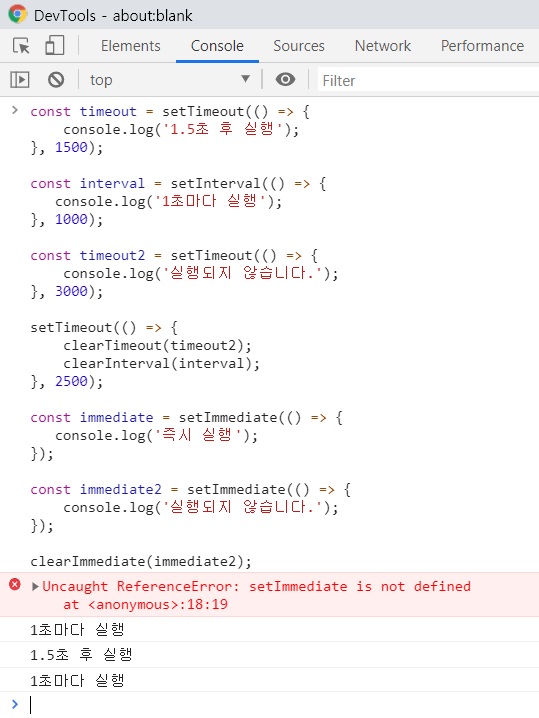 DevTools - about:blank
Elements Console Sources Network Performance
top ▼ Filter
> const timeout = setTimeout(() => {
console.log('1.5초 후 실행');
}, 1500);
const interval = setInterval(() => {
console.log('1초마다 실행');
}, 1000);
const timeout2 = setTimeout(() => {
console.log('실행되지 않습니다.');
}, 3000);
setTimeout(() => {
clearTimeout(timeout2);
clearInterval(interval);
}, 2500);
const immediate = setImmediate(() => {
console.log('즉시 실행');
});
const immediate2 = setImmediate(() => {
console.log('실행되지 않습니다.');
});
clearImmediate(immediate2);
▶Uncaught ReferenceError: setImmediate is not defined
at <anonymous>:18:19
1초마다 실행
1.5초 후 실행
1초마다 실행
>